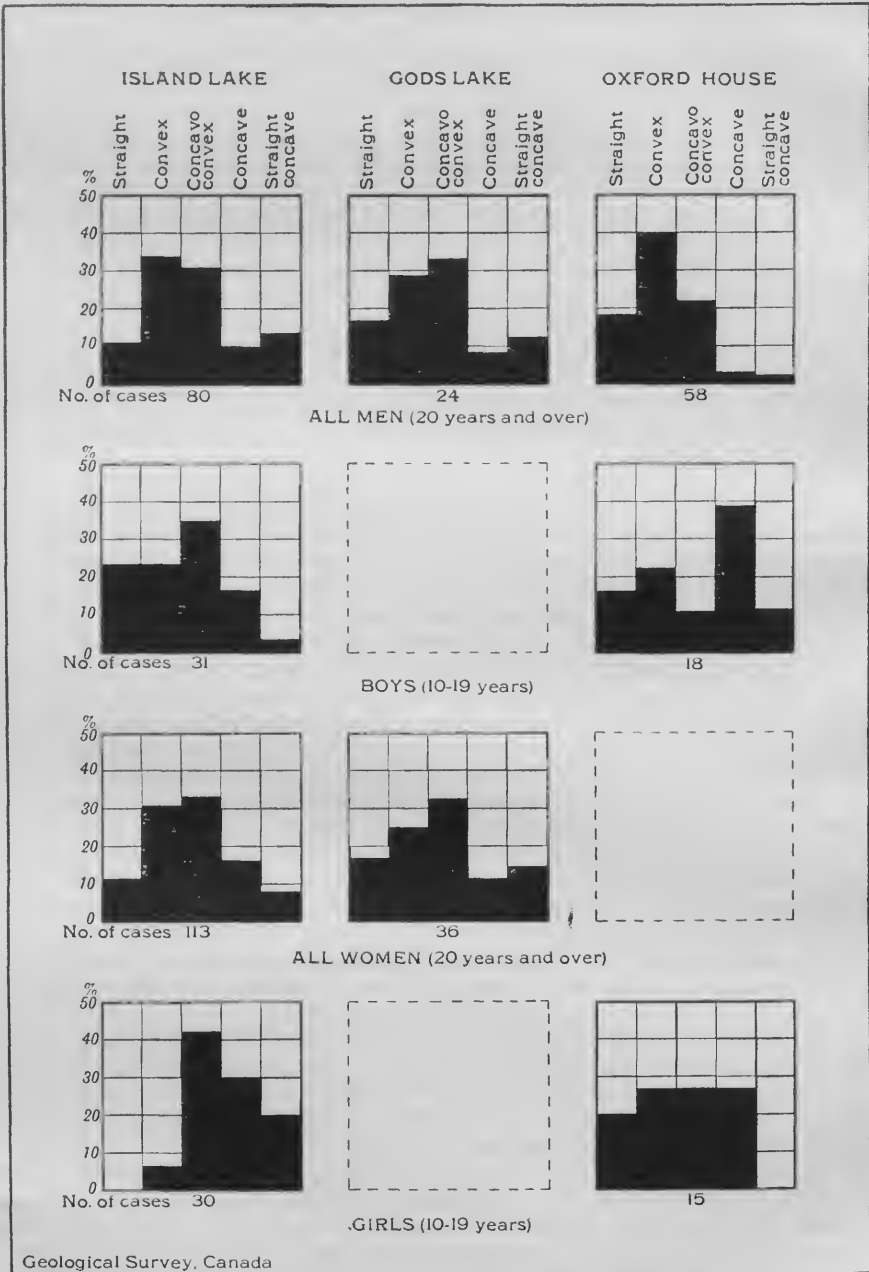 ISLAND LAKE GODS LAKE OXFORD HOUSE
Straight Convex Concavo convex Concave Straight concave Straight Convex Concavo convex Concave Straight concave Straight Convex Concavo convex Concave Straight concave
%
50
40
30
20
10
0
No. of cases 80 24 58
ALL MEN (20 years and over)
%
50
40
30
20
10
0
No. of cases 31 18
BOYS (10-19 years)
%
50
40
30
20
10
0
No. of cases 113 36
ALL WOMEN (20 years and over)
%
50
40
30
20
10
0
No. of cases 30 15
GIRLS (10-19 years)
Geological Survey, Canada